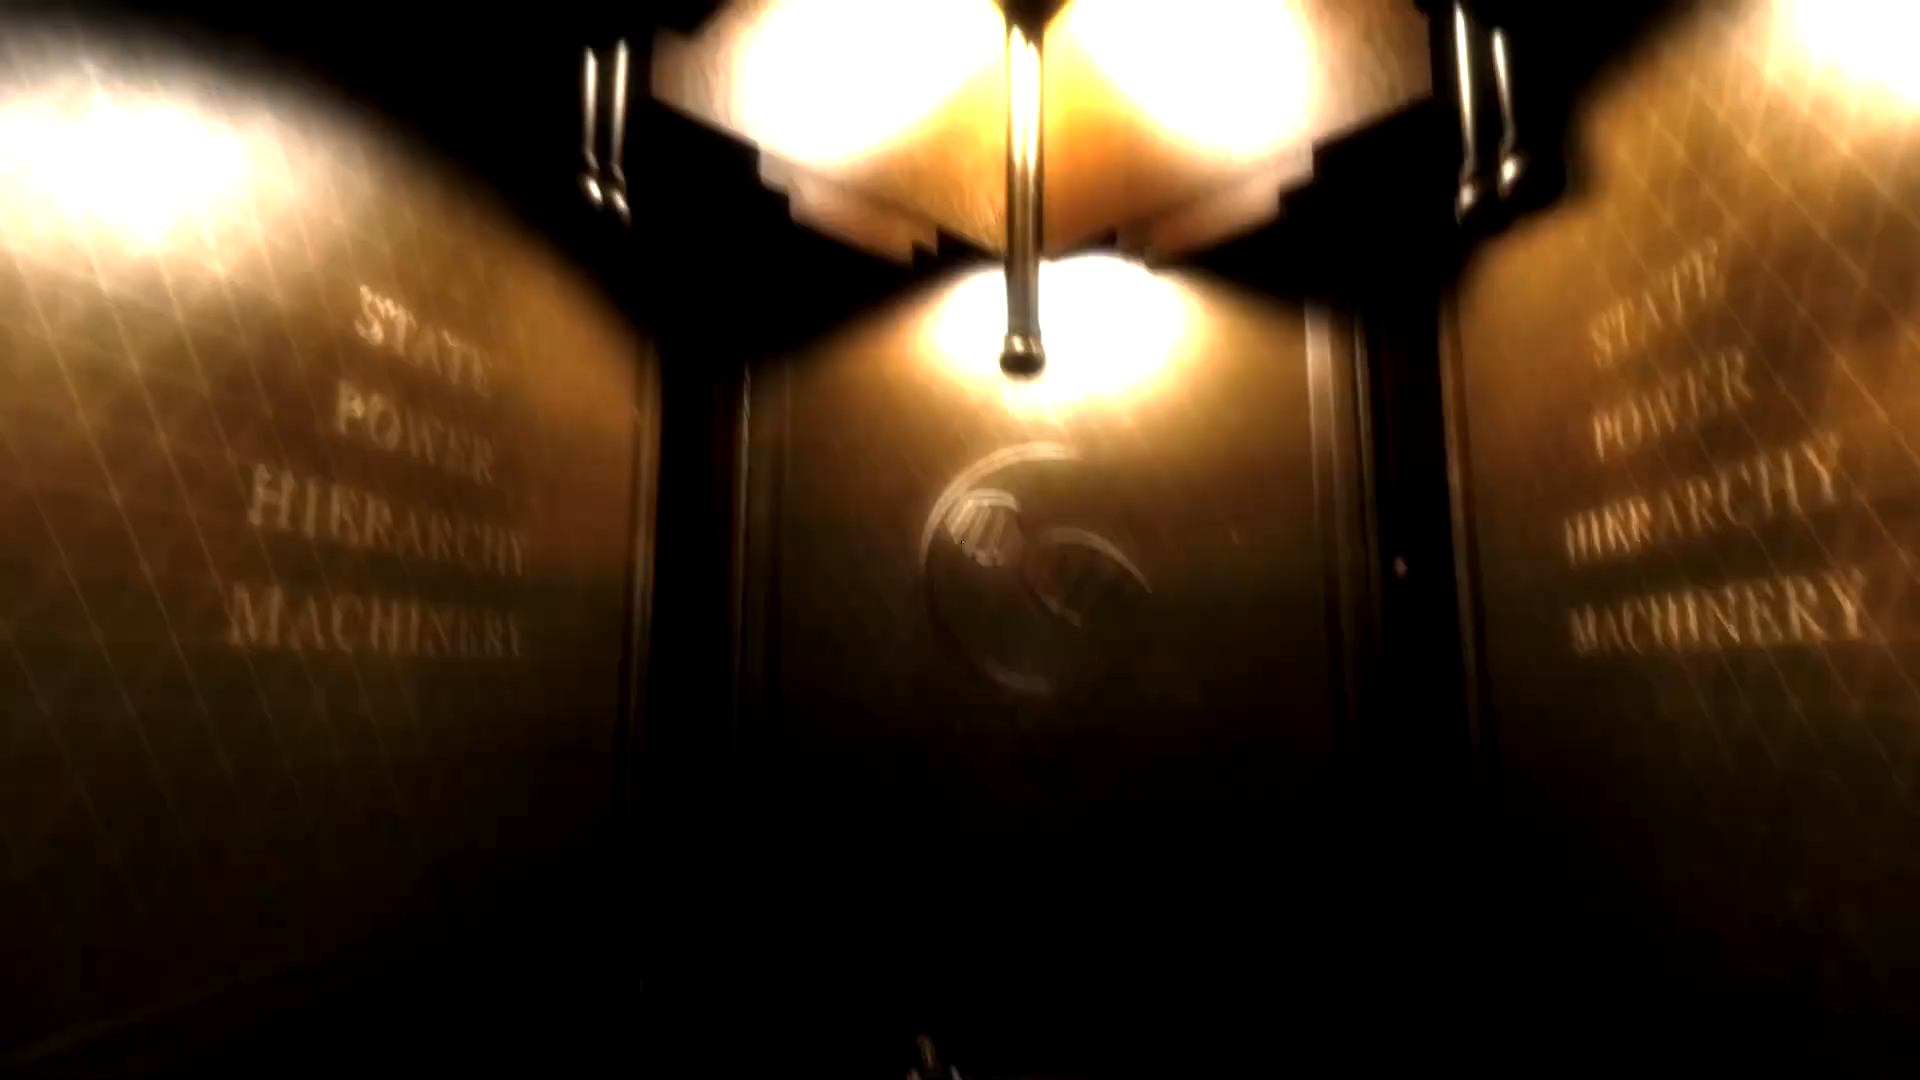 STATE
POWER
HIERARCHY
MACHINERY
STATE
POWER
HIERARCHY
MACHINERY